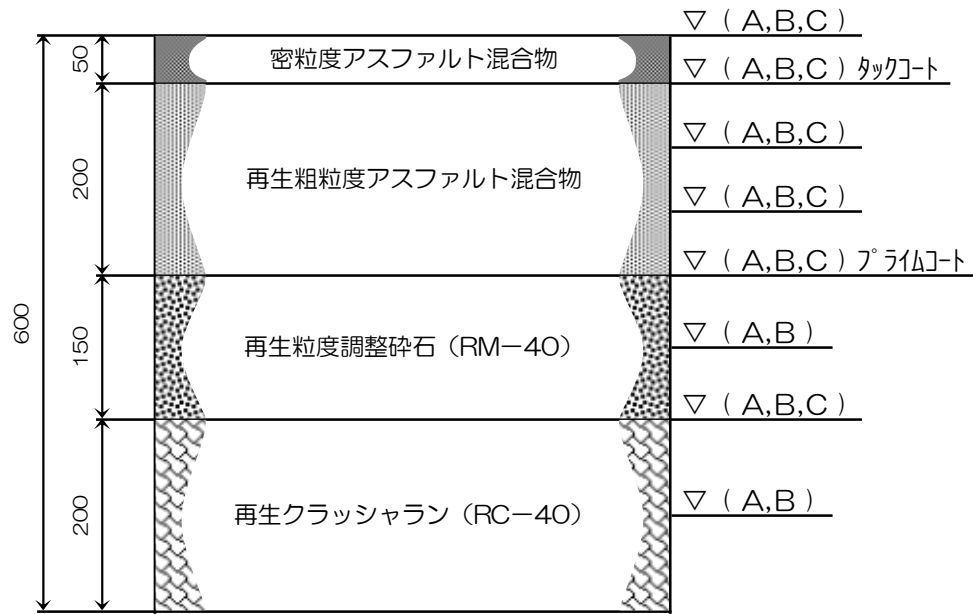 ▽ ( A,B,C )
50
密粒度アスファルト混合物
▽ ( A,B,C ) ﾀｯｸｺｰﾄ
▽ ( A,B,C )
200
再生粗粒度アスファルト混合物
▽ ( A,B,C )
▽ ( A,B,C ) ﾌﾟﾗｲﾑｺｰﾄ
600
150
再生粒度調整砕石（RM－40）
▽ ( A,B )
▽ ( A,B,C )
200
再生クラッシャラン（RC－40）
▽ ( A,B )